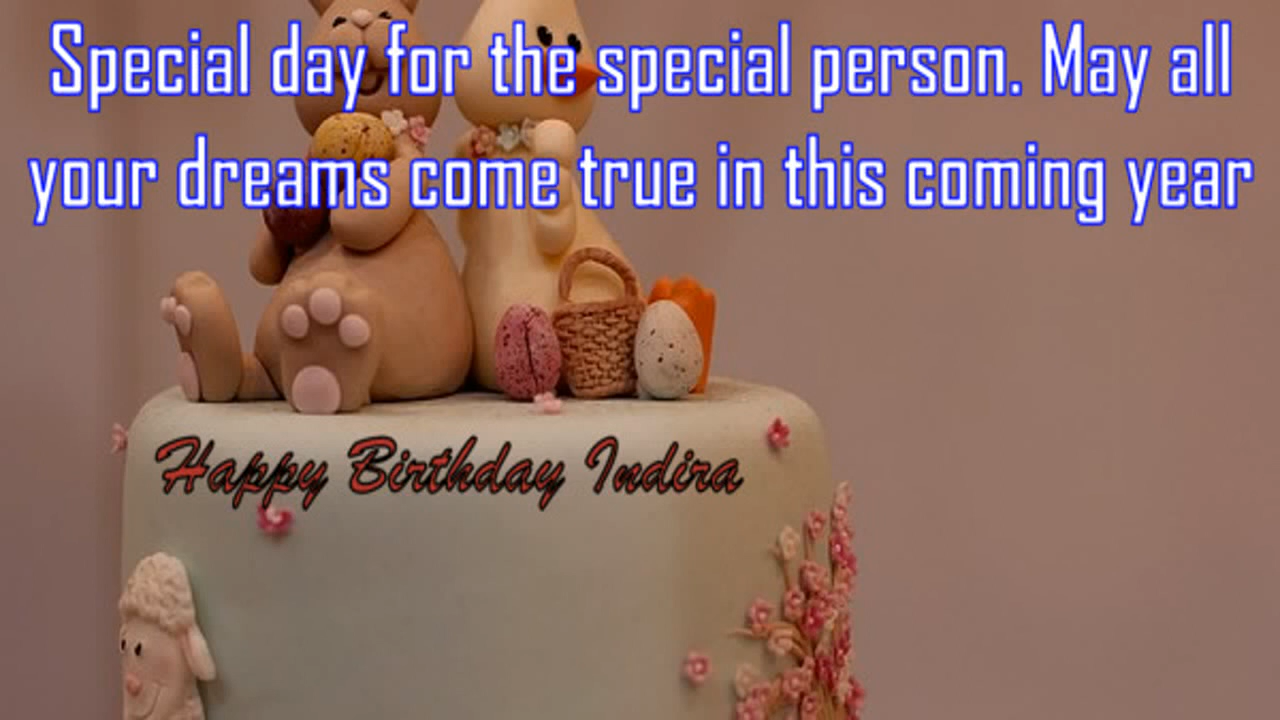 Special day for the special person. May all
your dreams come true in this coming year
Happy Birthday Indira